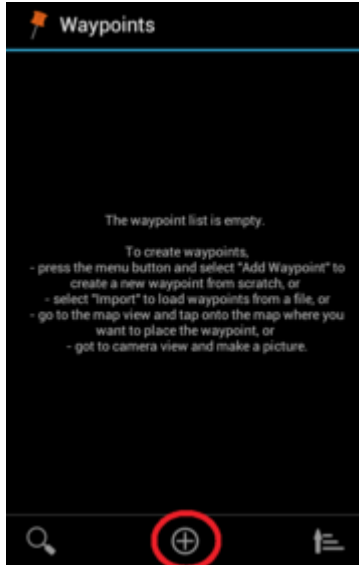 Waypoints
The waypoint list is empty.
To create waypoints,
- press the menu button and select "Add Waypoint" to
create a new waypoint from scratch, or
- select "Import" to load waypoints from a file, or
- go to the map view and tap onto the map where you
want to place the waypoint, or
- got to camera view and make a picture.